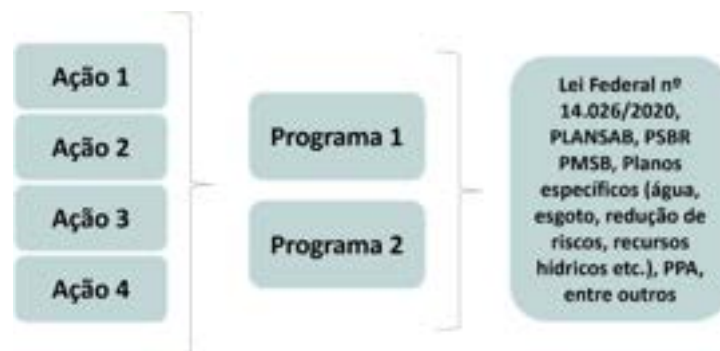 Ação 1
Ação 2
Ação 3
Ação 4
Programa 1
Programa 2
Lei Federal nº
14.026/2020,
PLANSAB, PSBR
PMSB, Planos
específicos (água,
esgoto, redução de
riscos, recursos
hídricos etc.), PPA,
entre outros